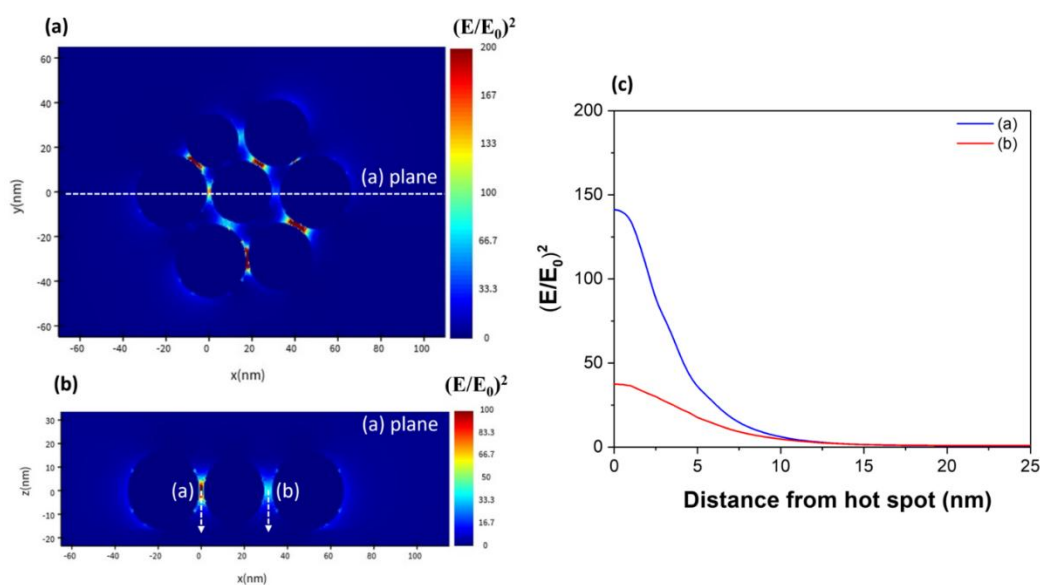 (a)
(E/E₀)²
60
40
20
0
-20
-40
-60
y(nm)
(a) plane
200
167
133
100
66.7
33.3
0
-60 -40 -20 0 20 40 60 80 100
x(nm)
(b)
(E/E₀)²
30
20
10
0
-10
-20
z(nm)
(a) plane
(a)
(b)
100
83.3
66.7
50
33.3
16.7
0
-60 -40 -20 0 20 40 60 80 100
x(nm)
(c)
200
150
100
50
0
(E/E₀)²
(a)
(b)
0 5 10 15 20 25
Distance from hot spot (nm)